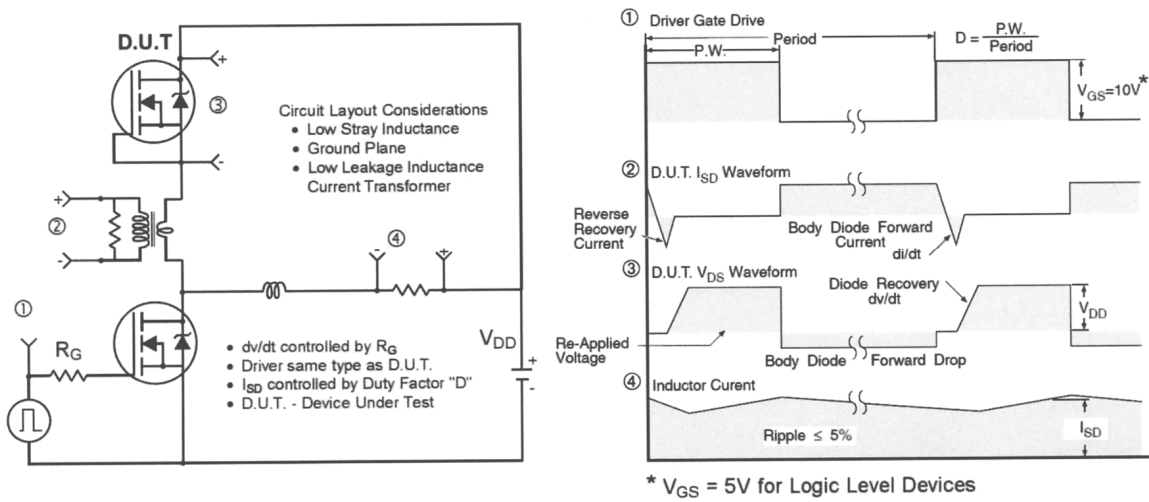 D.U.T
+
③
-
Circuit Layout Considerations
• Low Stray Inductance
• Ground Plane
• Low Leakage Inductance
Current Transformer
+
②
-
④
-
+
①
R_G
V_DD
+
-
• dv/dt controlled by R_G
• Driver same type as D.U.T.
• I_SD controlled by Duty Factor "D"
• D.U.T. - Device Under Test
① Driver Gate Drive
Period
P.W.
D = P.W. / Period
V_GS=10V*
② D.U.T. I_SD Waveform
Reverse
Recovery
Current
Body Diode Forward
Current
di/dt
③ D.U.T. V_DS Waveform
Diode Recovery
dv/dt
V_DD
Re-Applied
Voltage
Body Diode Forward Drop
④ Inductor Curent
Ripple ≤ 5%
I_SD
* V_GS = 5V for Logic Level Devices